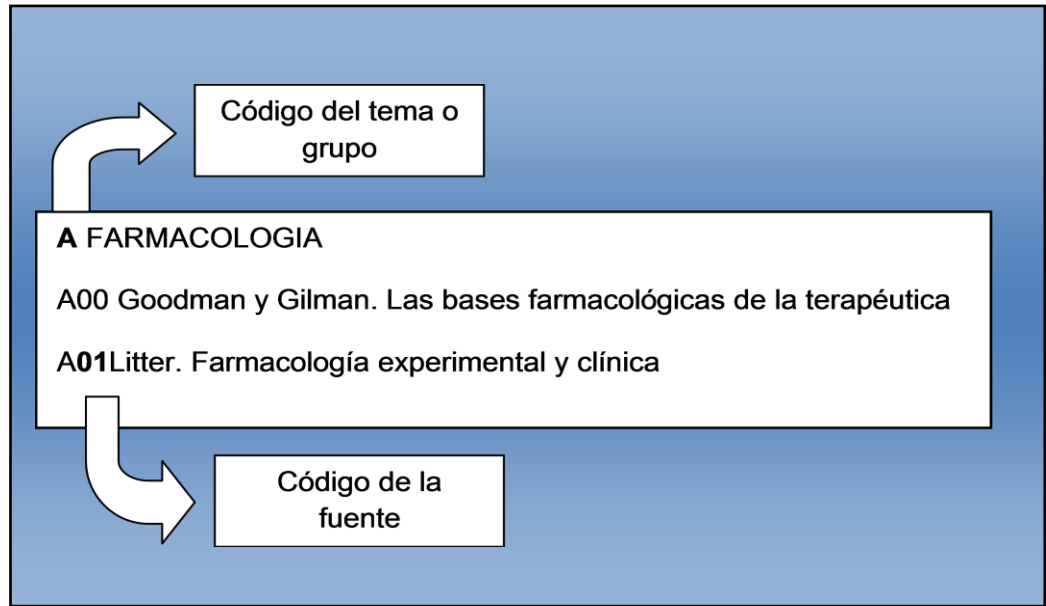 Código del tema o
grupo
A FARMACOLOGIA
A00 Goodman y Gilman. Las bases farmacológicas de la terapéutica
A01Litter. Farmacología experimental y clínica
Código de la
fuente